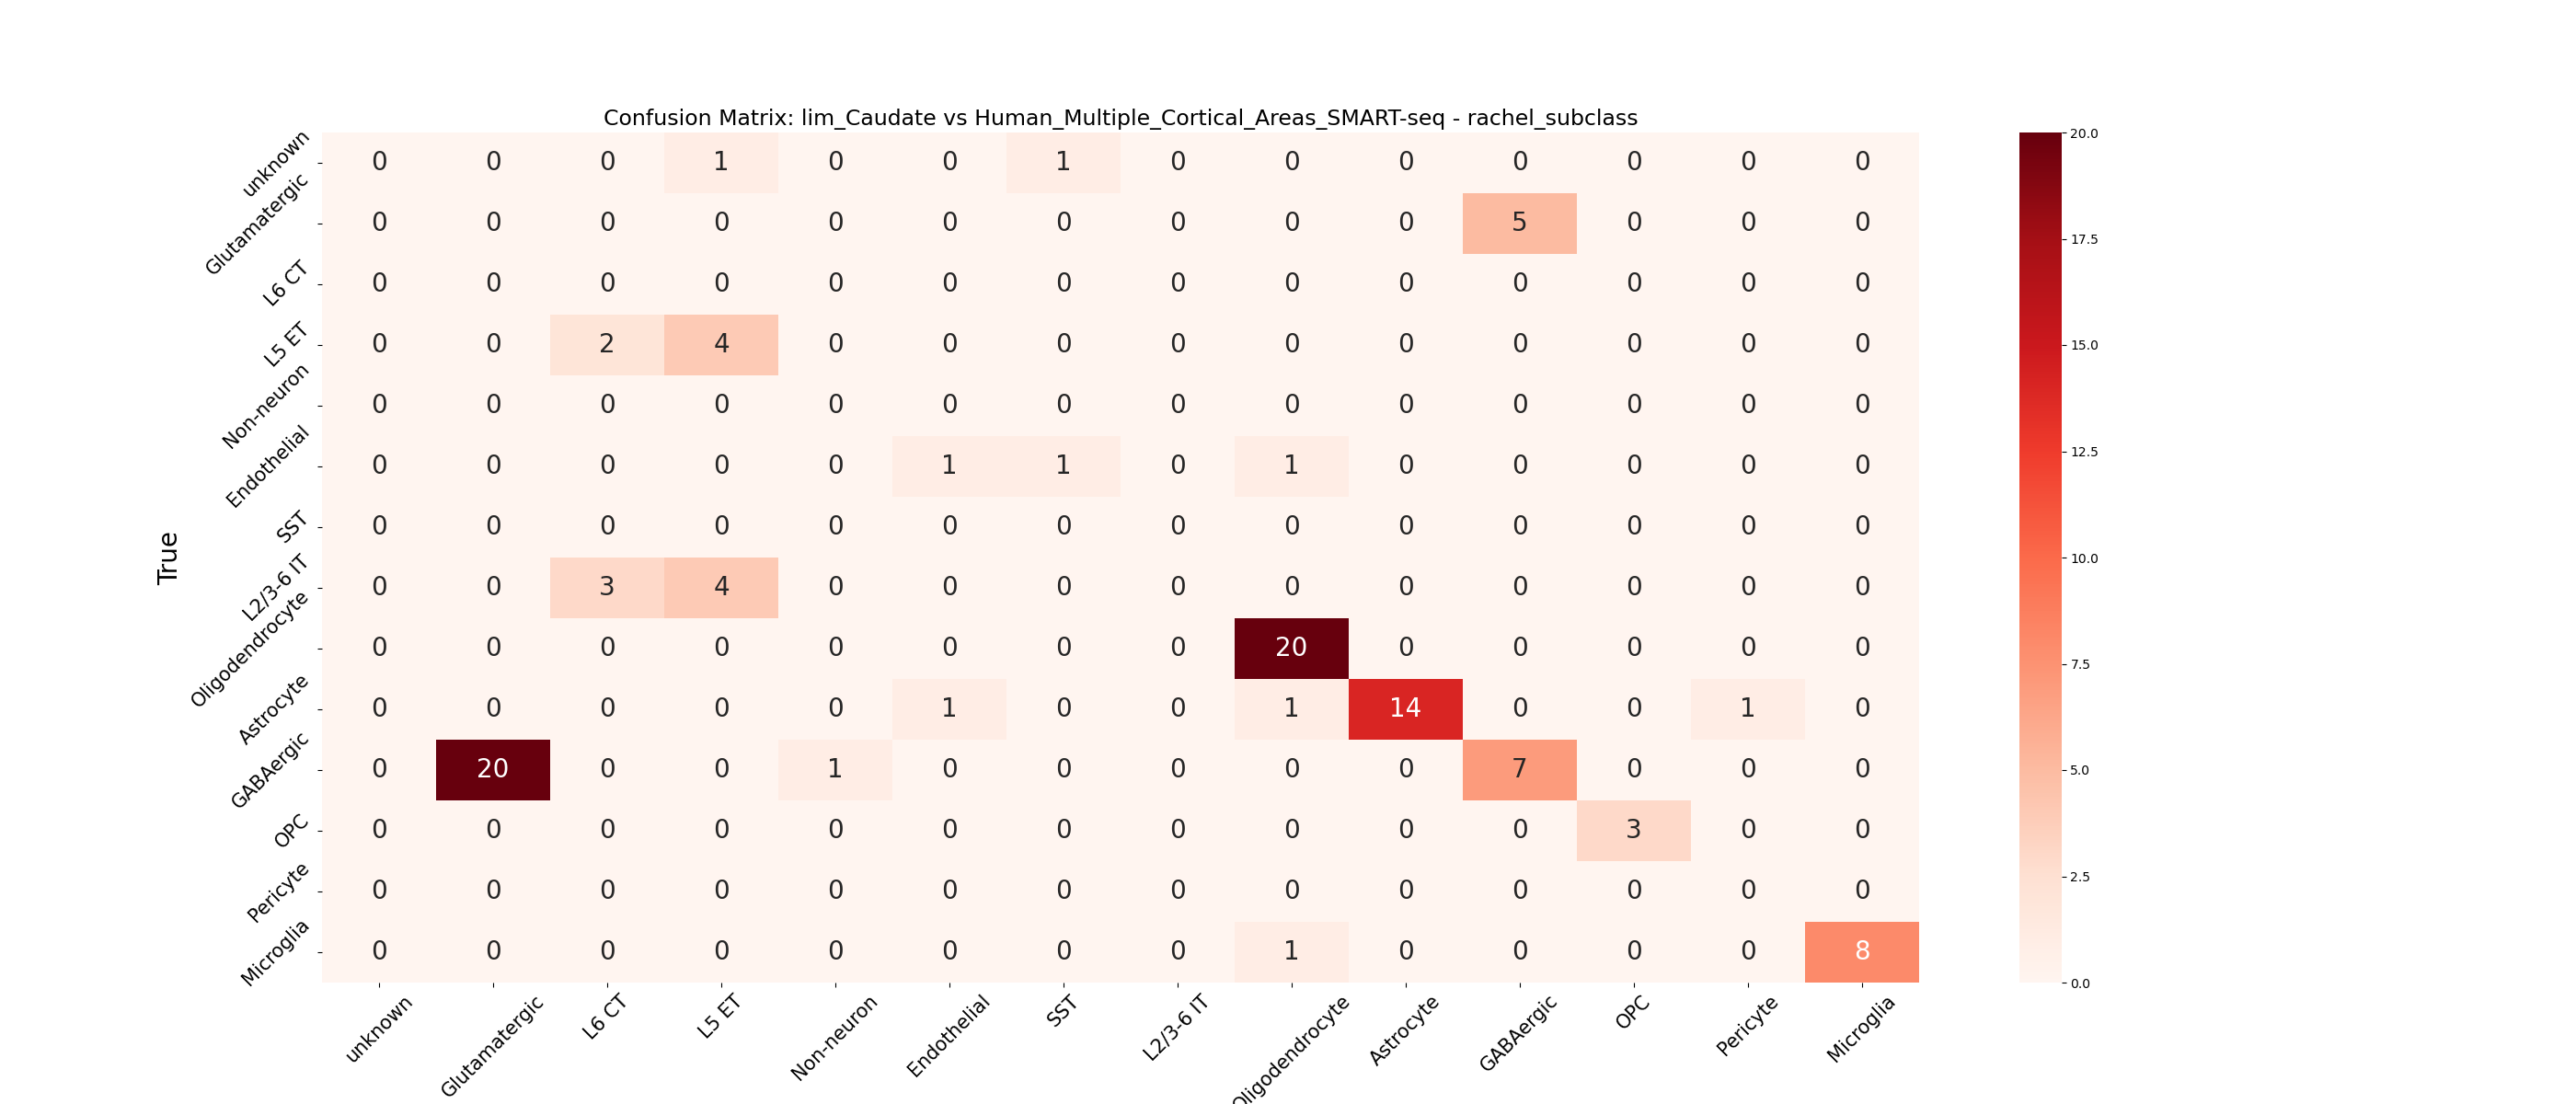 Confusion Matrix: lim_Caudate vs Human_Multiple_Cortical_Areas_SMART-seq - rachel_subclass
True
unknown 0 0 0 1 0 0 1 0 0 0 0 0 0 0
Glutamatergic 0 0 0 0 0 0 0 0 0 0 5 0 0 0
L6 CT 0 0 0 0 0 0 0 0 0 0 0 0 0 0
L5 ET 0 0 2 4 0 0 0 0 0 0 0 0 0 0
Non-neuron 0 0 0 0 0 0 0 0 0 0 0 0 0 0
Endothelial 0 0 0 0 0 1 1 0 1 0 0 0 0 0
SST 0 0 0 0 0 0 0 0 0 0 0 0 0 0
L2/3-6 IT 0 0 3 4 0 0 0 0 0 0 0 0 0 0
Oligodendrocyte 0 0 0 0 0 0 0 0 20 0 0 0 0 0
Astrocyte 0 0 0 0 0 1 0 0 1 14 0 0 1 0
GABAergic 0 20 0 0 1 0 0 0 0 0 7 0 0 0
OPC 0 0 0 0 0 0 0 0 0 0 0 3 0 0
Pericyte 0 0 0 0 0 0 0 0 0 0 0 0 0 0
Microglia 0 0 0 0 0 0 0 0 1 0 0 0 0 8
unknown Glutamatergic L6 CT L5 ET Non-neuron Endothelial SST L2/3-6 IT Oligodendrocyte Astrocyte GABAergic OPC Pericyte Microglia
20.0
17.5
15.0
12.5
10.0
7.5
5.0
2.5
0.0